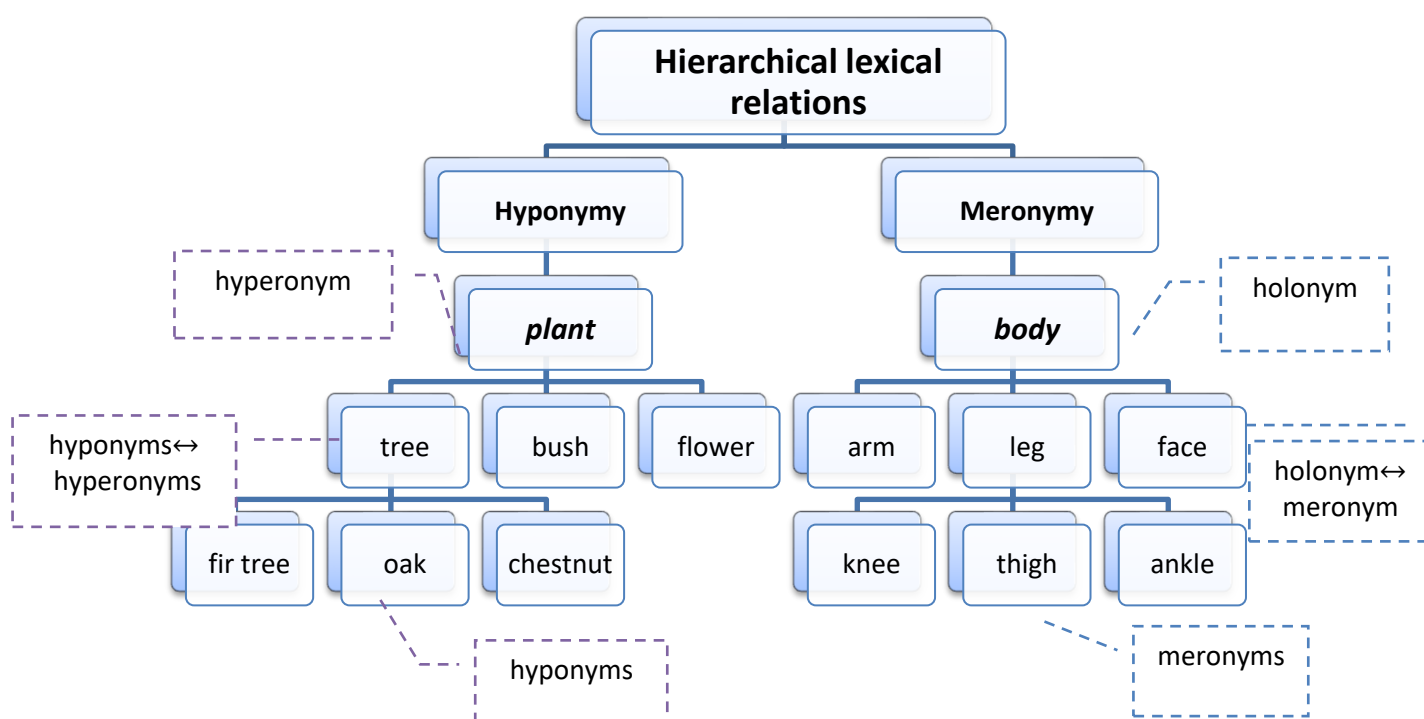 Hierarchical lexical
relations
Hyponymy
Meronymy
hyperonym
holonym
plant
body
hyponyms↔
hyperonyms
tree
bush
flower
arm
leg
face
holonym↔
meronym
fir tree
oak
chestnut
knee
thigh
ankle
hyponyms
meronyms